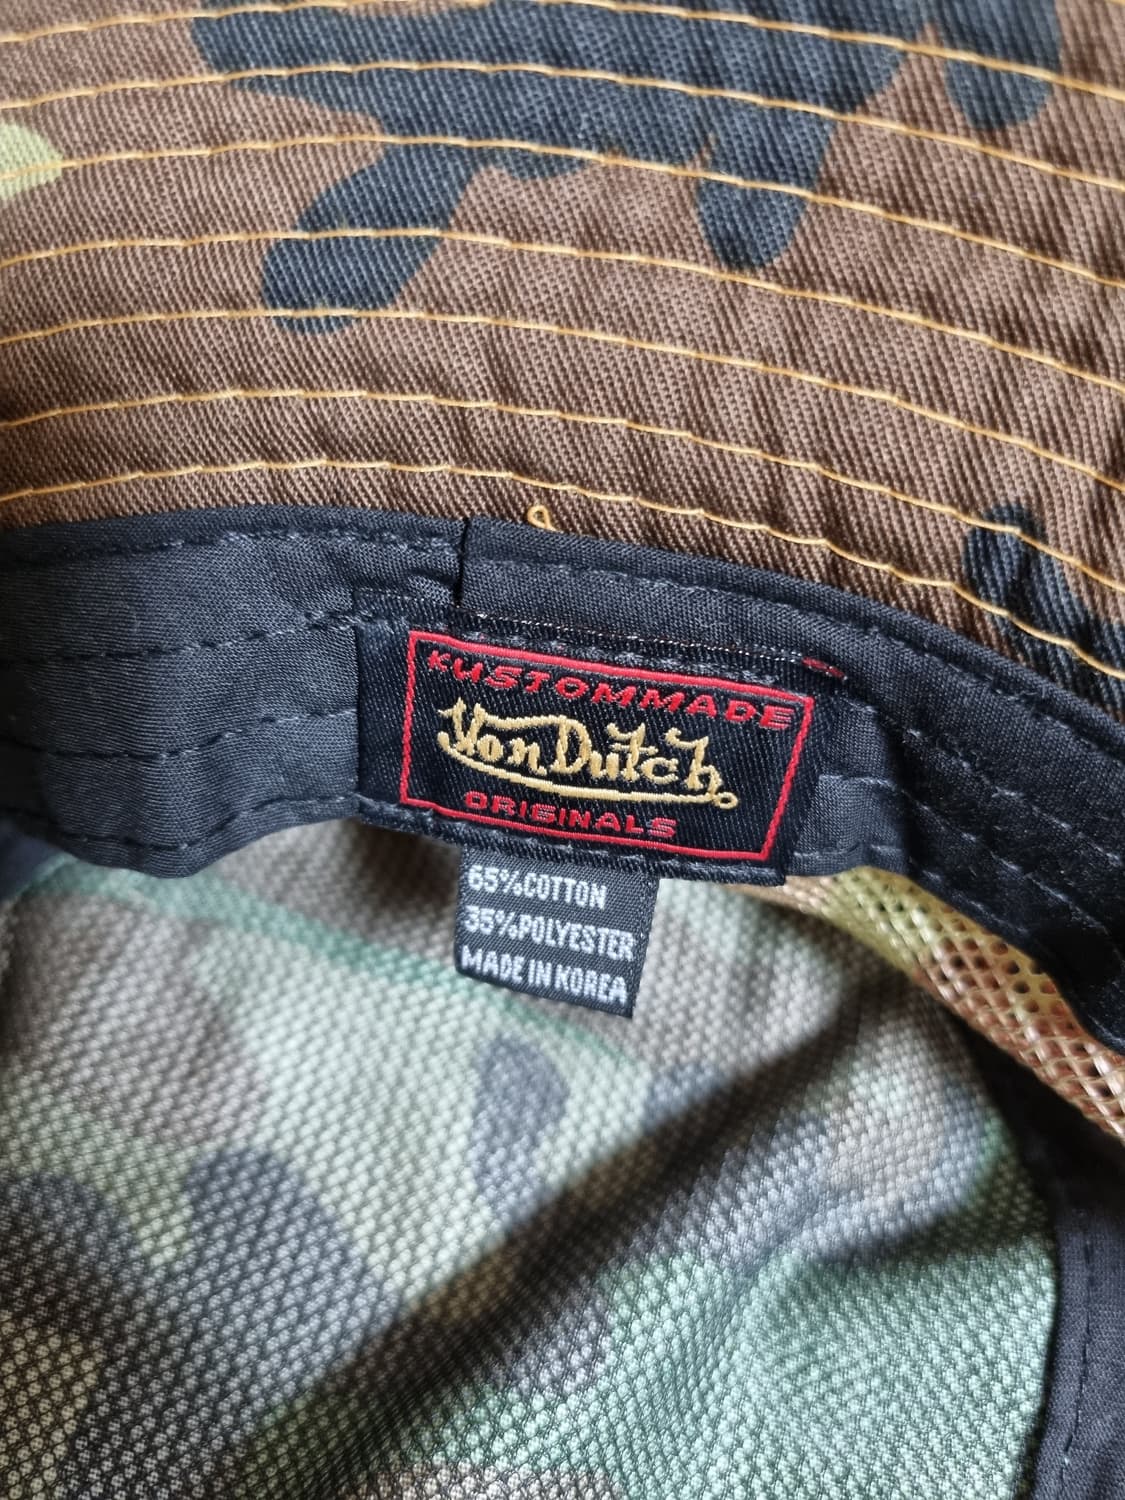 KUSTOMMADE
Von Dutch
ORIGINALS
65%COTTON
35%POLYESTER
MADE IN KOREA